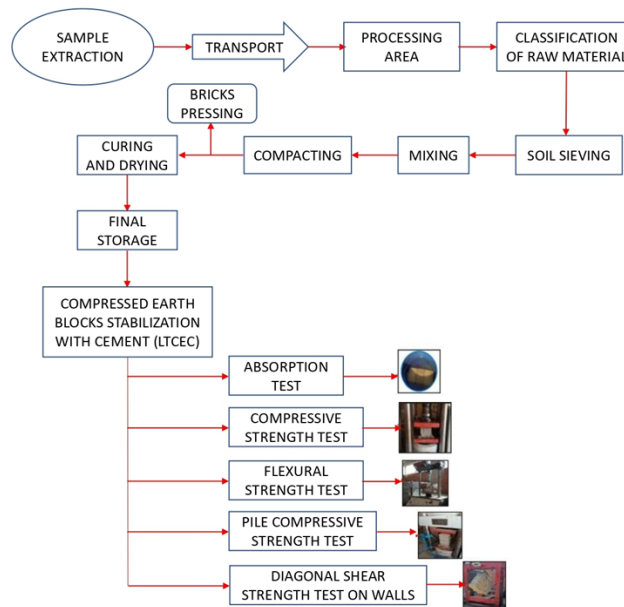 SAMPLE
EXTRACTION
TRANSPORT
PROCESSING
AREA
CLASSIFICATION
OF RAW MATERIAL
BRICKS
PRESSING
CURING
AND DRYING
COMPACTING
MIXING
SOIL SIEVING
FINAL
STORAGE
COMPRESSED EARTH
BLOCKS STABILIZATION
WITH CEMENT (LTCEC)
ABSORPTION
TEST
COMPRESSIVE
STRENGTH TEST
FLEXURAL
STRENGTH TEST
PILE COMPRESSIVE
STRENGTH TEST
DIAGONAL SHEAR
STRENGTH TEST ON WALLS